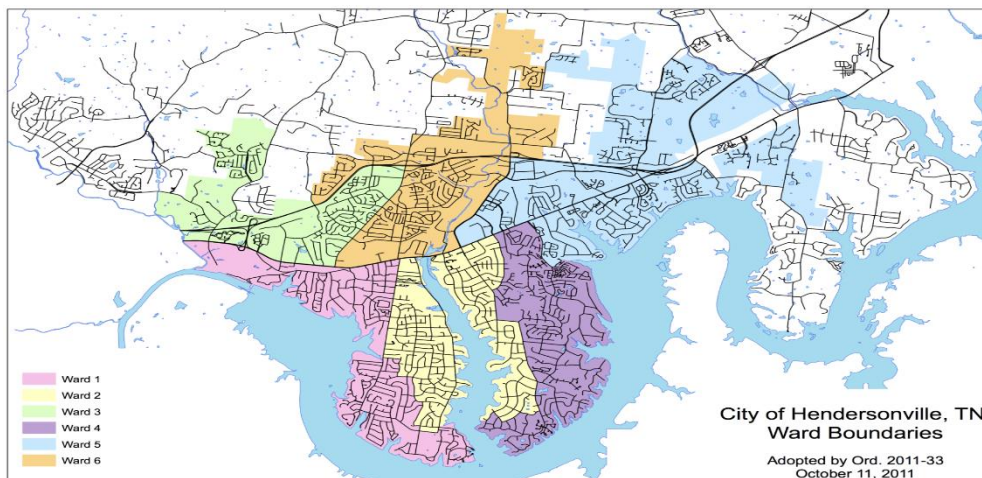 Ward 1
Ward 2
Ward 3
Ward 4
Ward 5
Ward 6
City of Hendersonville, TN
Ward Boundaries
Adopted by Ord. 2011-33
October 11, 2011